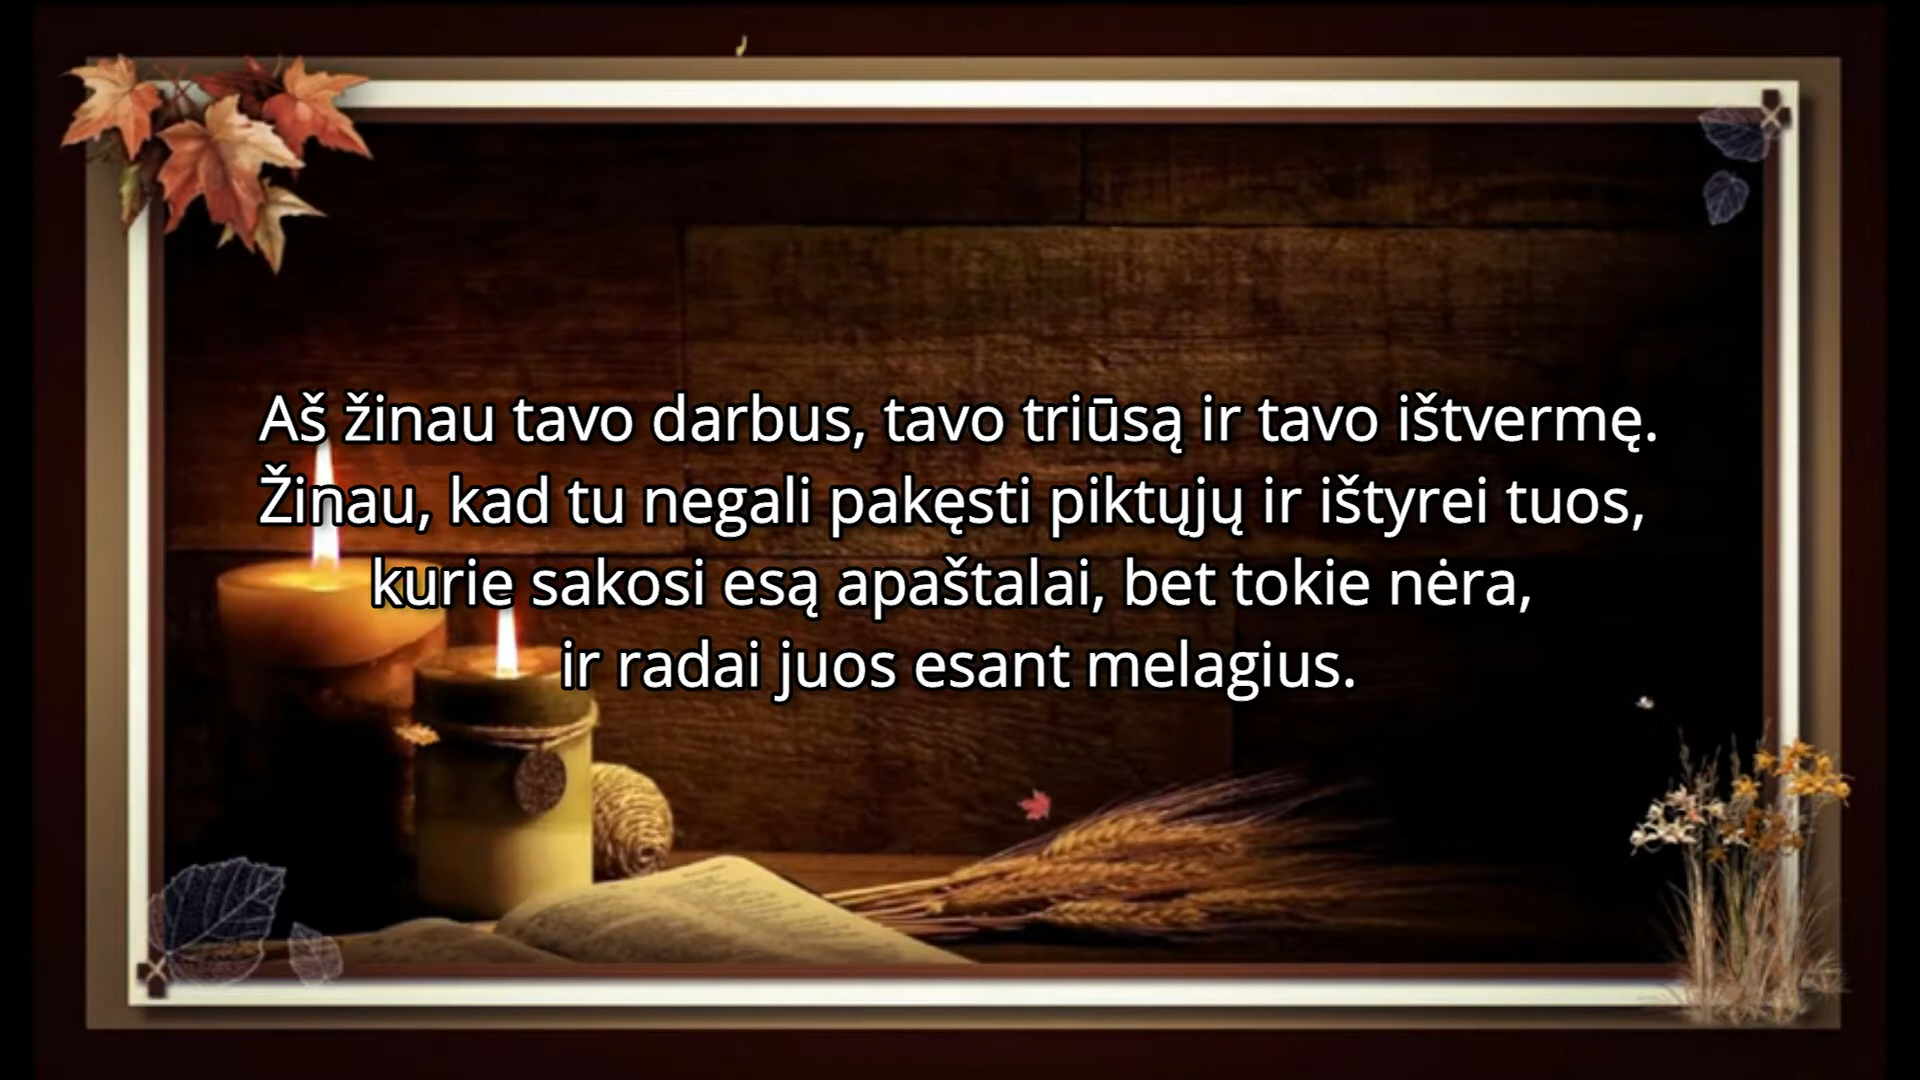 Aš žinau tavo darbus, tavo triūsą ir tavo ištvermę.
Žinau, kad tu negali pakęsti piktųjų ir ištyrei tuos,
kurie sakosi esą apaštalai, bet tokie nėra,
ir radai juos esant melagius.